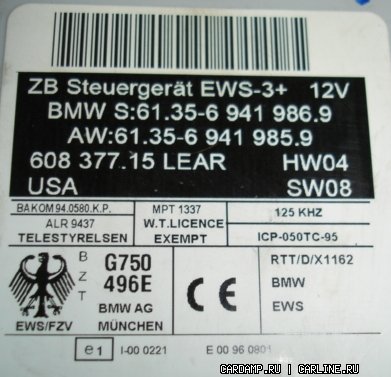 ZB Steuergerät EWS-3+ 12V
BMW S:61.35-6 941 986.9
AW:61.35-6 941 985.9
608 377.15 LEAR HW04
USA SW08
BAKOM 94.0580.K.P. MPT 1337 125 KHZ
ALR 9437 W.T.LICENCE
TELESTYRELSEN EXEMPT ICP-050TC-95
B Z T G750 RTT/D/X1162
496E CE BMW
BMW AG EWS
EWS/FZV MÜNCHEN
e1 I-00 0221 E 00 96 0801
CARDAMP.RU | CARLINE.RU